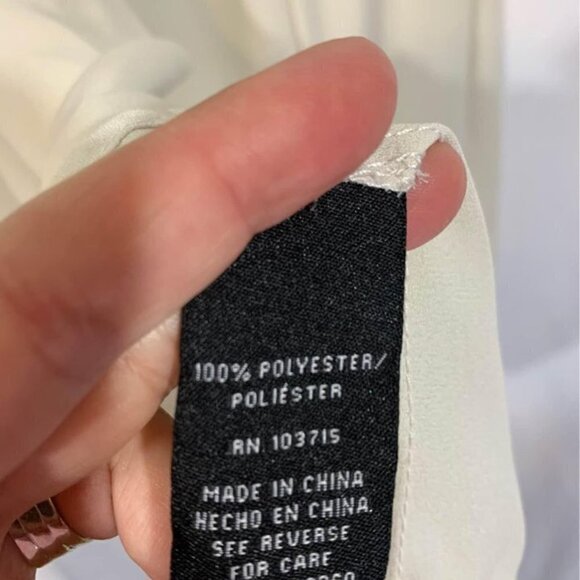 100% POLYESTER/
POLIÉSTER
RN 103715
MADE IN CHINA
HECHO EN CHINA.
SEE REVERSE
FOR CARE